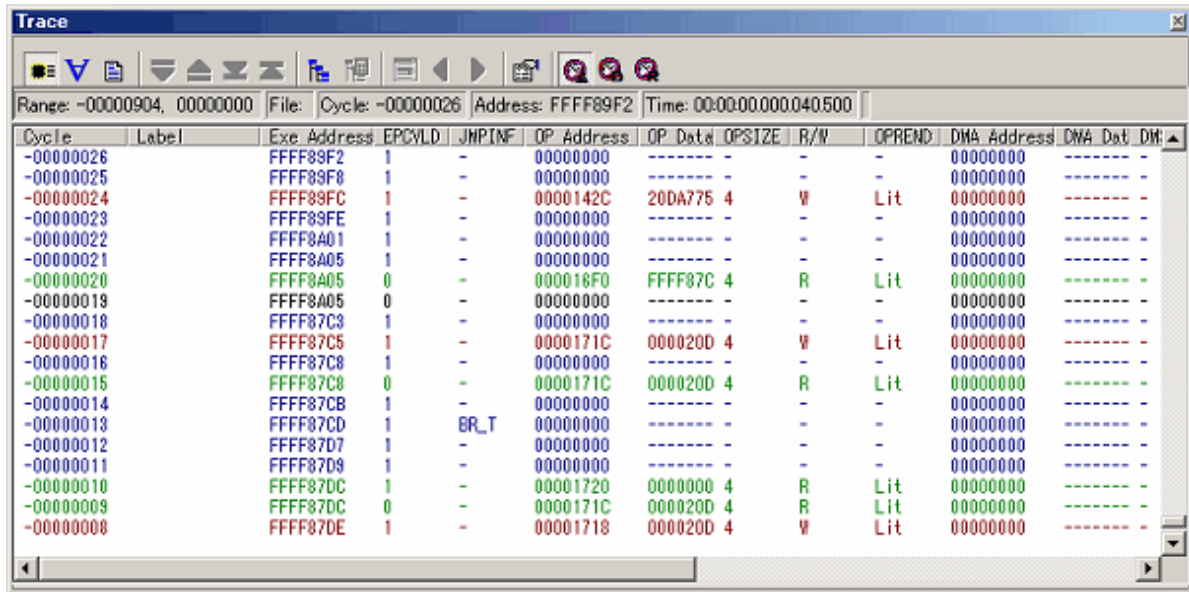 Trace
Range: -00000904, 00000000 File: Cycle: -00000026 Address: FFFF89F2 Time: 00:00:00.000.040.500
Cycle Label Exe Address EPCVLD JMPINF OP Address OP Data OPSIZE R/W OPREND DMA Address DMA Dat DM
-00000026 FFFF89F2 1 - 00000000 ------- - - - 00000000 ------- -
-00000025 FFFF89F8 1 - 00000000 ------- - - - 00000000 ------- -
-00000024 FFFF89FC 1 - 0000142C 20DA775 4 W Lit 00000000 ------- -
-00000023 FFFF89FE 1 - 00000000 ------- - - - 00000000 ------- -
-00000022 FFFF8A01 1 - 00000000 ------- - - - 00000000 ------- -
-00000021 FFFF8A05 1 - 00000000 ------- - - - 00000000 ------- -
-00000020 FFFF8A05 0 - 000016F0 FFFF87C 4 R Lit 00000000 ------- -
-00000019 FFFF8A05 0 - 00000000 ------- - - - 00000000 ------- -
-00000018 FFFF87C3 1 - 00000000 ------- - - - 00000000 ------- -
-00000017 FFFF87C5 1 - 0000171C 000020D 4 W Lit 00000000 ------- -
-00000016 FFFF87C8 1 - 00000000 ------- - - - 00000000 ------- -
-00000015 FFFF87C8 0 - 0000171C 000020D 4 R Lit 00000000 ------- -
-00000014 FFFF87CB 1 - 00000000 ------- - - - 00000000 ------- -
-00000013 FFFF87CD 1 BR_T 00000000 ------- - - - 00000000 ------- -
-00000012 FFFF87D7 1 - 00000000 ------- - - - 00000000 ------- -
-00000011 FFFF87D9 1 - 00000000 ------- - - - 00000000 ------- -
-00000010 FFFF87DC 1 - 00001720 0000000 4 R Lit 00000000 ------- -
-00000009 FFFF87DC 0 - 0000171C 000020D 4 R Lit 00000000 ------- -
-00000008 FFFF87DE 1 - 00001718 000020D 4 W Lit 00000000 ------- -